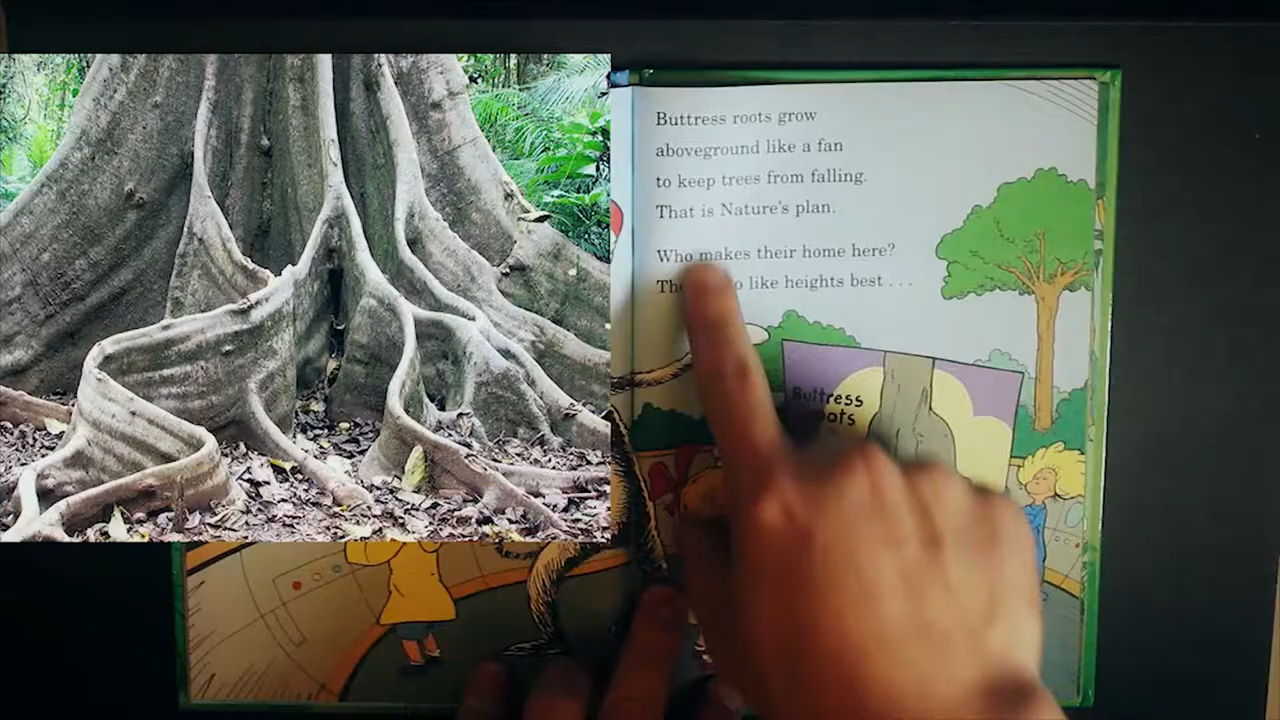 Buttress roots grow
aboveground like a fan
to keep trees from falling.
That is Nature's plan.
Who makes their home here?
like heights best . . .
Buttress